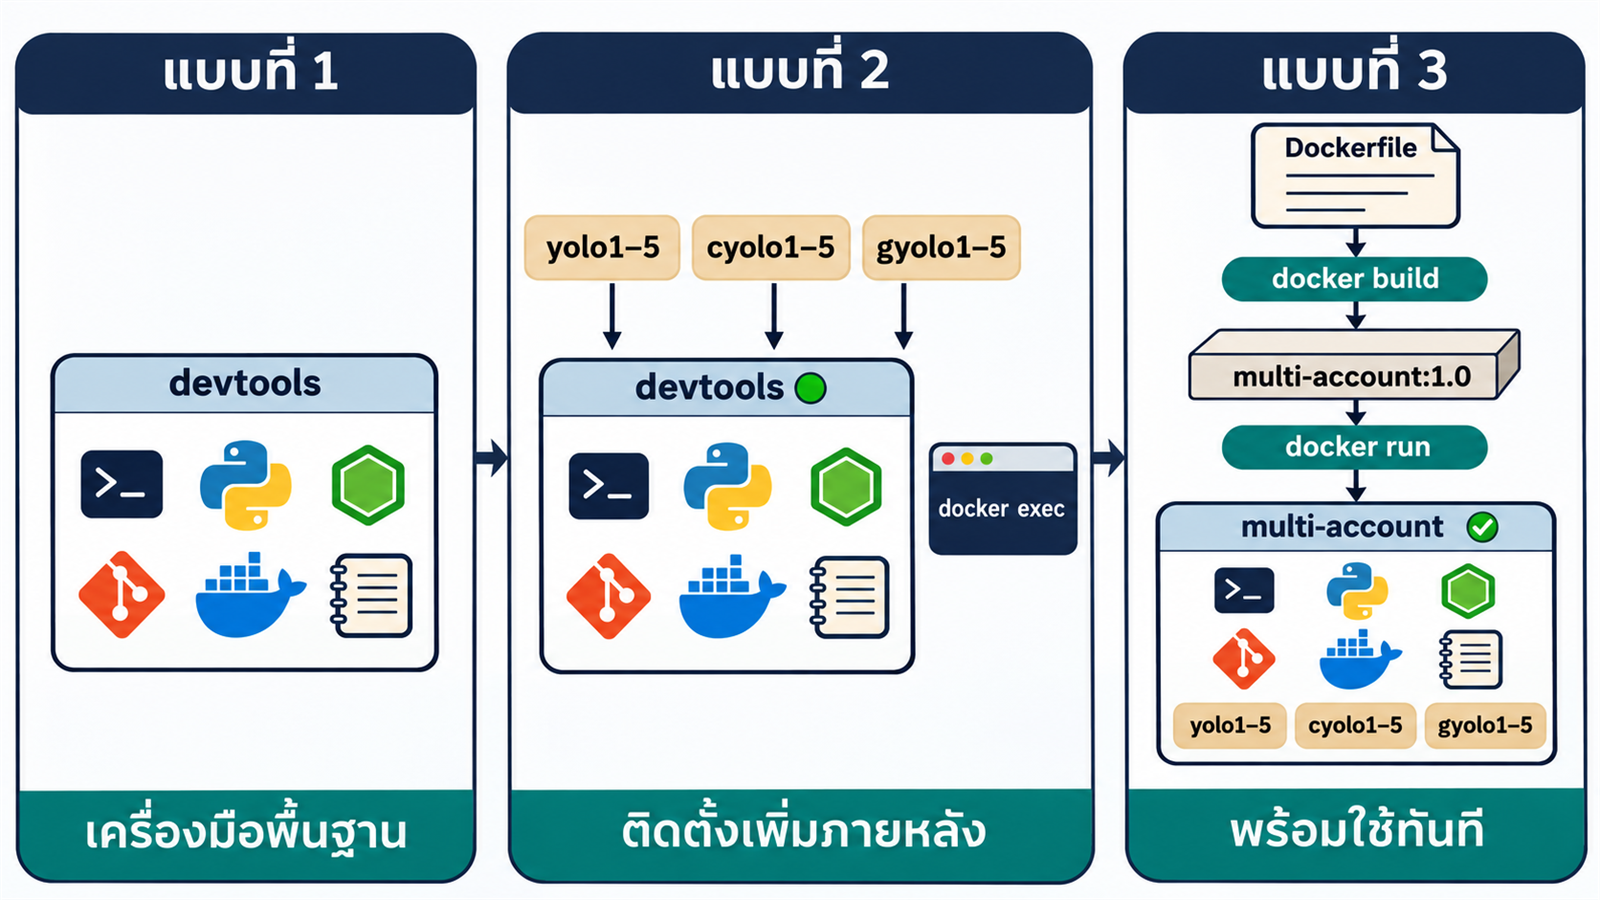 แบบที่ 1
devtools
>_
เครื่องมือพื้นฐาน
แบบที่ 2
yolo1–5
cyolo1–5
gyolo1–5
devtools
>_
docker exec
ติดตั้งเพิ่มภายหลัง
แบบที่ 3
Dockerfile
docker build
multi-account:1.0
docker run
multi-account
>_
yolo1–5
cyolo1–5
gyolo1–5
พร้อมใช้ทันที